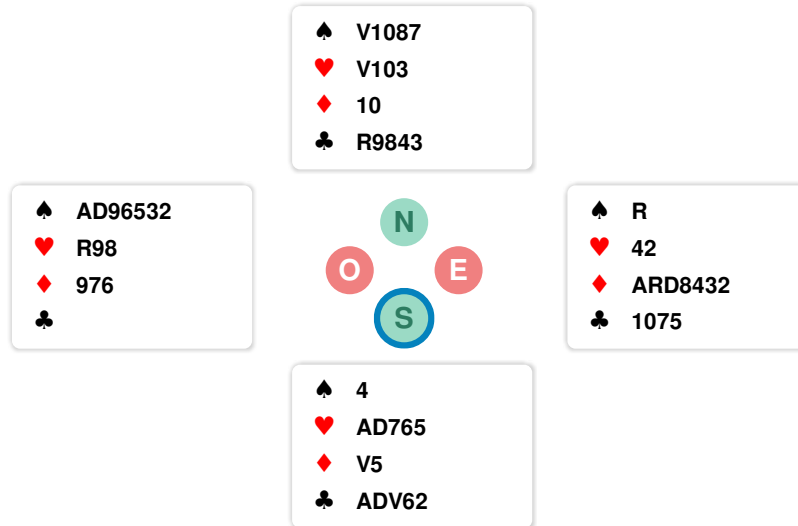 ♠ V1087
♥ V103
♦ 10
♣ R9843
♠ AD96532
♥ R98
♦ 976
♣
N
O E
S
♠ R
♥ 42
♦ ARD8432
♣ 1075
♠ 4
♥ AD765
♦ V5
♣ ADV62